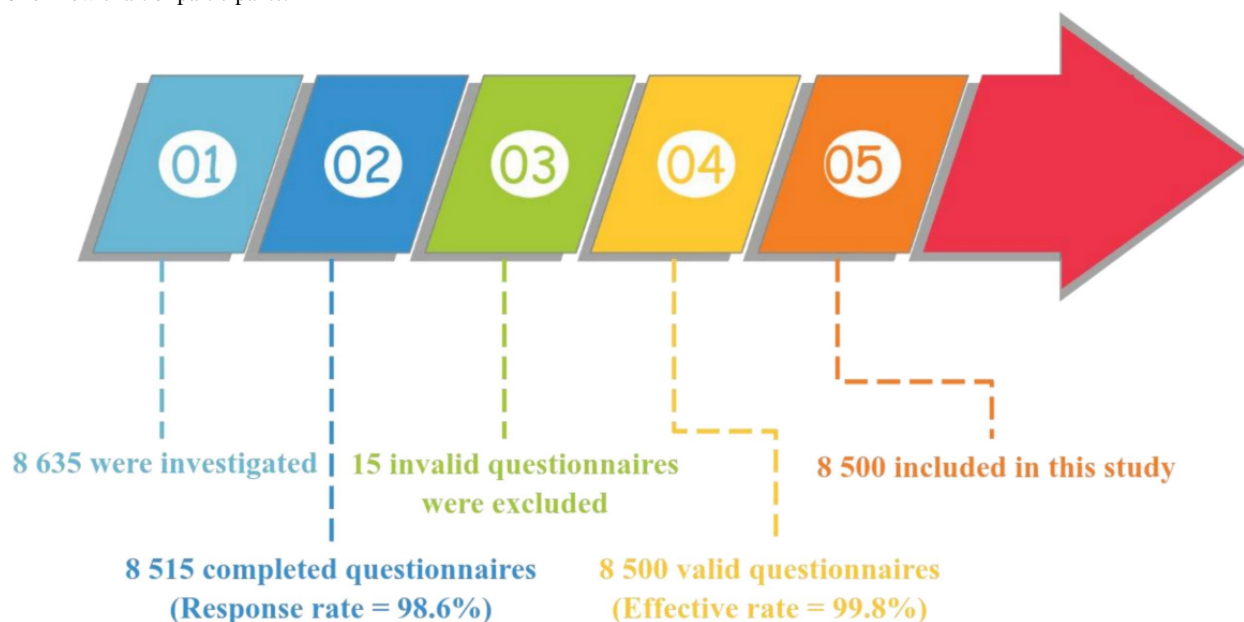 01 02 03 04 05
8 635 were investigated
15 invalid questionnaires
were excluded
8 500 included in this study
8 515 completed questionnaires
(Response rate = 98.6%)
8 500 valid questionnaires
(Effective rate = 99.8%)